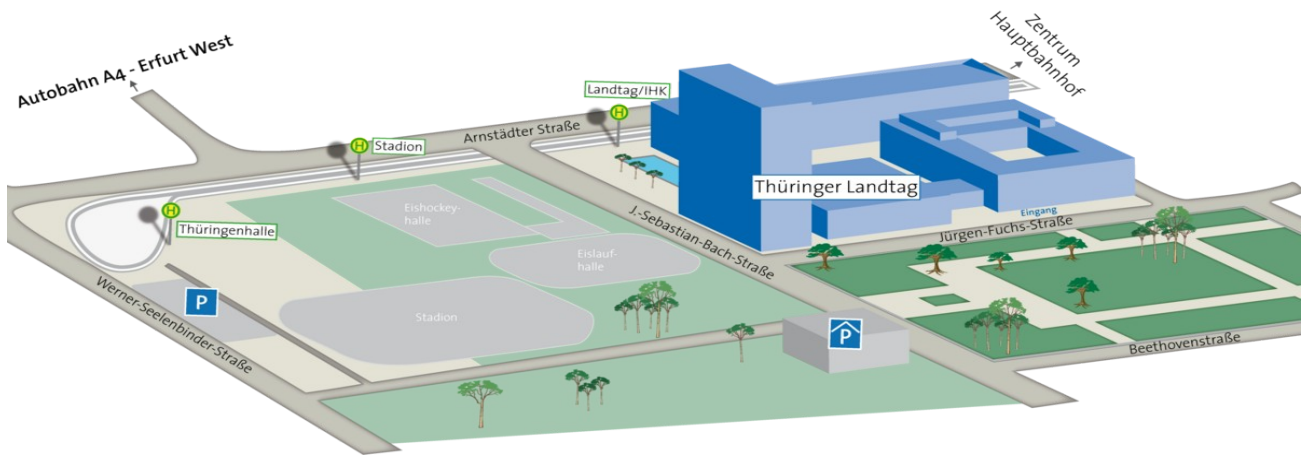 Autobahn A4 - Erfurt West
Zentrum
Hauptbahnhof
Landtag/IHK
H
Arnstädter Straße
H
Stadion
Thüringer Landtag
Eishockey-
halle
H
Thüringenhalle
J.-Sebastian-Bach-Straße
Eingang
Jürgen-Fuchs-Straße
Eislauf-
halle
Werner-Seelenbinder-Straße
P
Stadion
P
Beethovenstraße